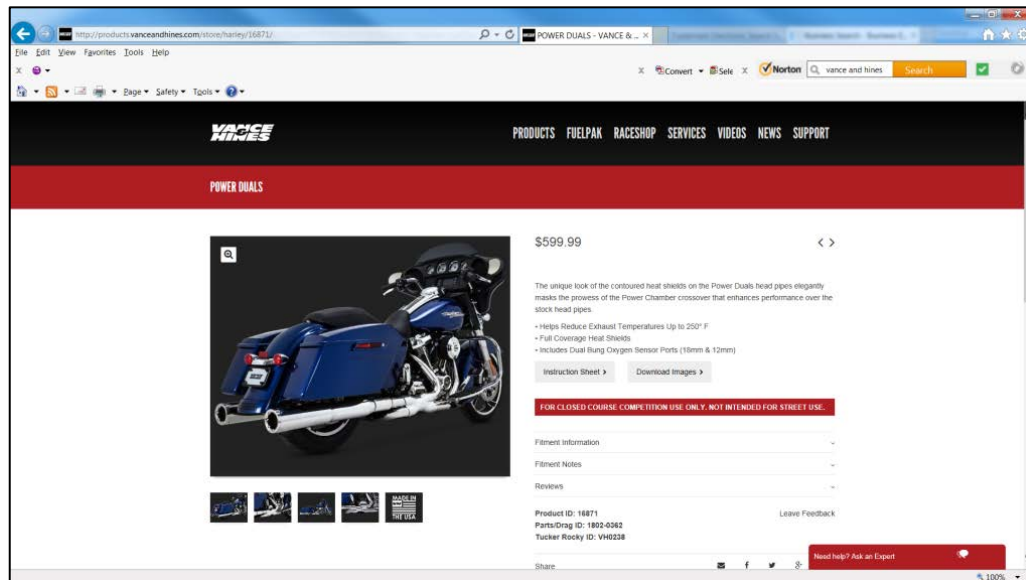 http://products.vanceandhines.com/store/harley/16871/
POWER DUALS - VANCE & ...
File Edit View Favorites Tools Help
Convert
Sele
Norton
vance and hines
Search
Page Safety Tools
VANCE
HINES
PRODUCTS FUELPAK RACESHOP SERVICES VIDEOS NEWS SUPPORT
POWER DUALS
$599.99
The unique look of the contoured heat shields on the Power Duals head pipes elegantly
masks the prowess of the Power Chamber crossover that enhances performance over the
stock head pipes.
• Helps Reduce Exhaust Temperatures Up to 250° F
• Full Coverage Heat Shields
• Includes Dual Bung Oxygen Sensor Ports (18mm & 12mm)
Instruction Sheet
Download Images
FOR CLOSED COURSE COMPETITION USE ONLY. NOT INTENDED FOR STREET USE.
Fitment Information
Fitment Notes
Reviews
MADE IN
THE USA
Product ID: 16871
Leave Feedback
Parts/Drag ID: 1802-0362
Tucker Rocky ID: VH0238
Share
Need help? Ask an Expert
100%